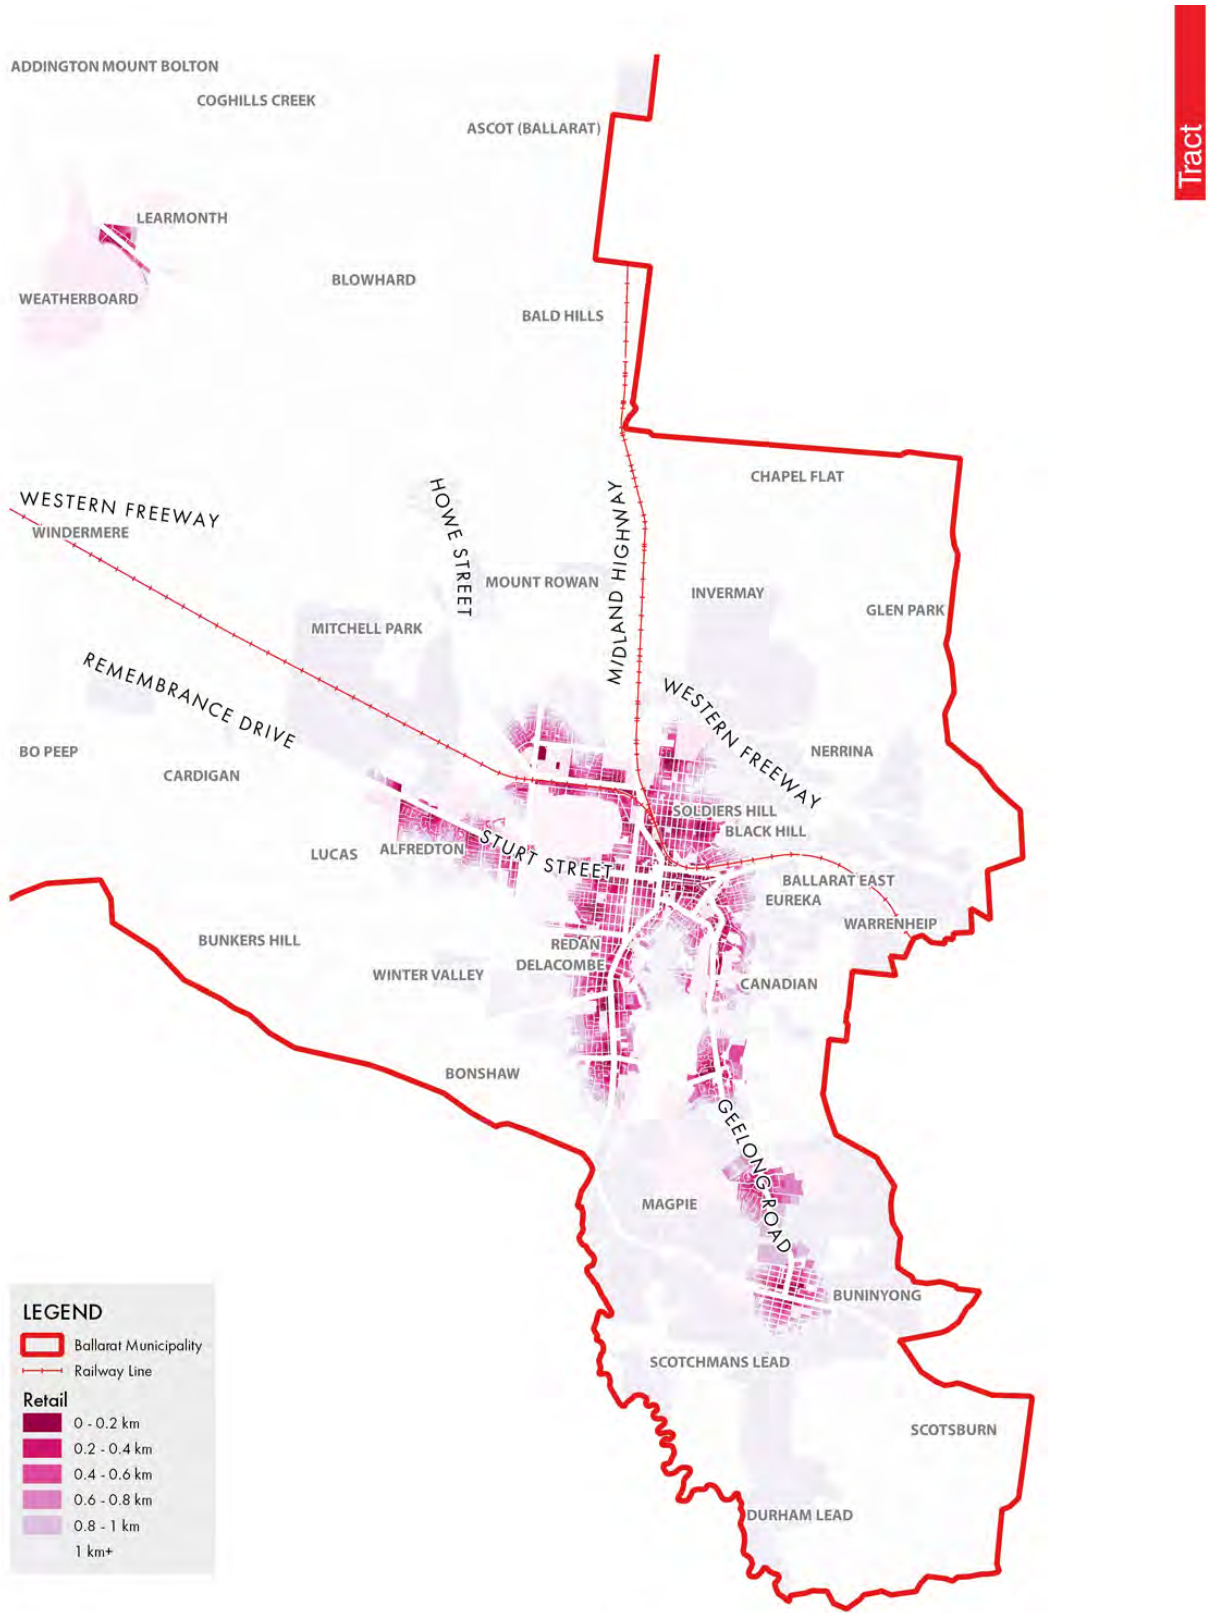 Tract
ADDINGTON MOUNT BOLTON
COGHILLS CREEK
ASCOT (BALLARAT)
LEARMONTH
BLOWHARD
WEATHERBOARD
BALD HILLS
CHAPEL FLAT
WESTERN FREEWAY
WINDERMERE
HOWE STREET
MIDLAND HIGHWAY
MOUNT ROWAN
INVERMAY
GLEN PARK
MITCHELL PARK
REMEMBRANCE DRIVE
WESTERN FREEWAY
BO PEEP
NERRINA
CARDIGAN
SOLDIERS HILL
BLACK HILL
LUCAS
ALFREDTON
STURT STREET
BALLARAT EAST
EUREKA
WARRENHEIP
BUNKERS HILL
REDAN
DELACOMBE
WINTER VALLEY
CANADIAN
BONSHAW
GEELONG ROAD
MAGPIE
BUNINYONG
SCOTCHMANS LEAD
SCOTSBURN
DURHAM LEAD
LEGEND
Ballarat Municipality
Railway Line
Retail
0 - 0.2 km
0.2 - 0.4 km
0.4 - 0.6 km
0.6 - 0.8 km
0.8 - 1 km
1 km+